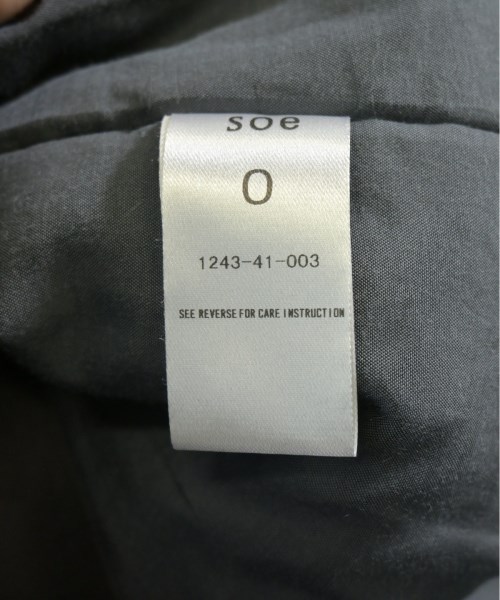 soe
0
1243-41-003
SEE REVERSE FOR CARE INSTRUCTION